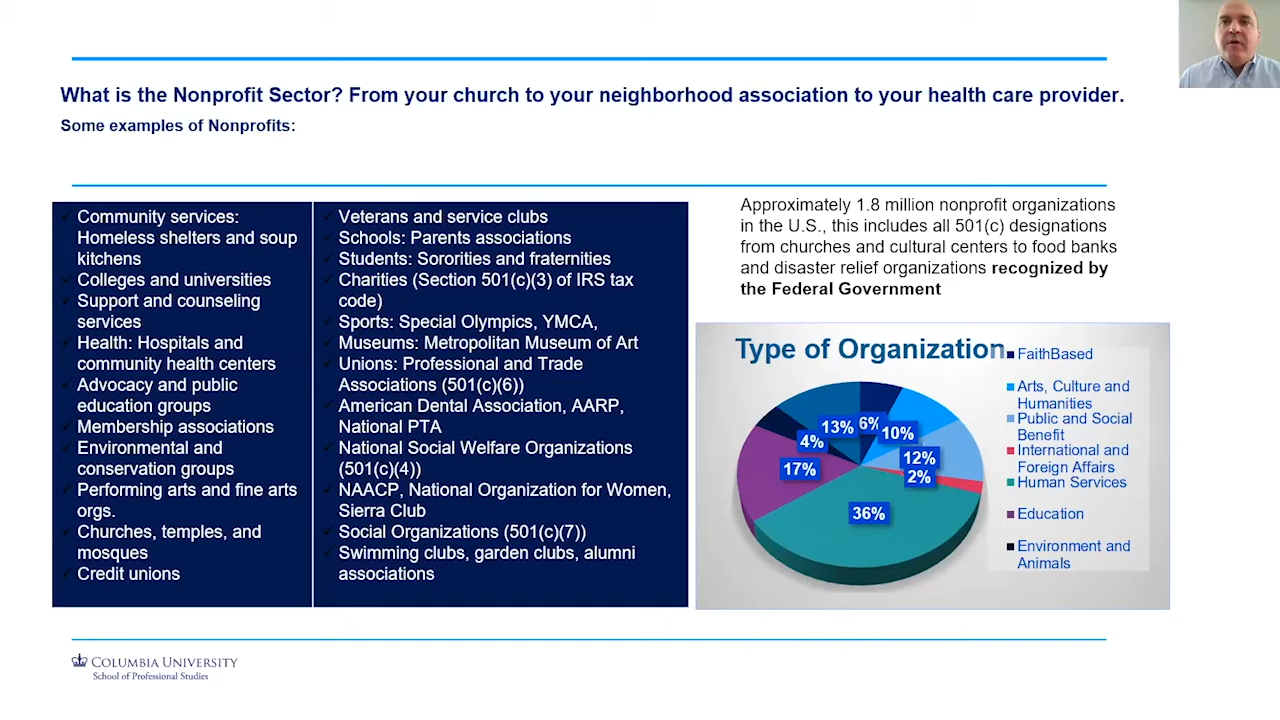 What is the Nonprofit Sector? From your church to your neighborhood association to your health care provider.
Some examples of Nonprofits:
Community services:
Homeless shelters and soup
kitchens
Colleges and universities
Support and counseling
services
Health: Hospitals and
community health centers
Advocacy and public
education groups
Membership associations
Environmental and
conservation groups
Performing arts and fine arts
orgs.
Churches, temples, and
mosques
Credit unions
Veterans and service clubs
Schools: Parents associations
Students: Sororities and fraternities
Charities (Section 501(c)(3) of IRS tax
code)
Sports: Special Olympics, YMCA,
Museums: Metropolitan Museum of Art
Unions: Professional and Trade
Associations (501(c)(6))
American Dental Association, AARP,
National PTA
National Social Welfare Organizations
(501(c)(4))
NAACP, National Organization for Women,
Sierra Club
Social Organizations (501(c)(7))
Swimming clubs, garden clubs, alumni
associations
Approximately 1.8 million nonprofit organizations
in the U.S., this includes all 501(c) designations
from churches and cultural centers to food banks
and disaster relief organizations recognized by
the Federal Government
Type of Organization
13%
6%
10%
4%
12%
17%
2%
36%
FaithBased
Arts, Culture and
Humanities
Public and Social
Benefit
International and
Foreign Affairs
Human Services
Education
Environment and
Animals
COLUMBIA UNIVERSITY
School of Professional Studies